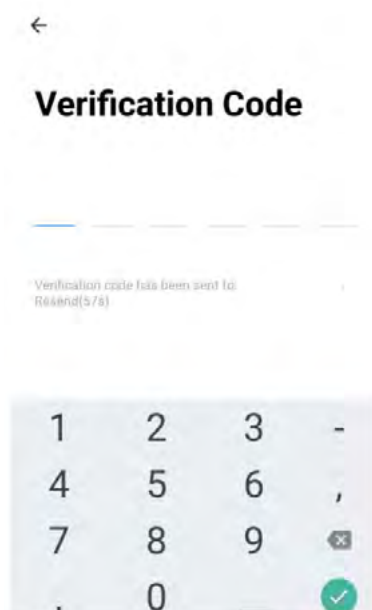 ←
Verification Code
Verification code has been sent to:
Resend(57s)
1 2 3 -
4 5 6 ,
7 8 9
. 0